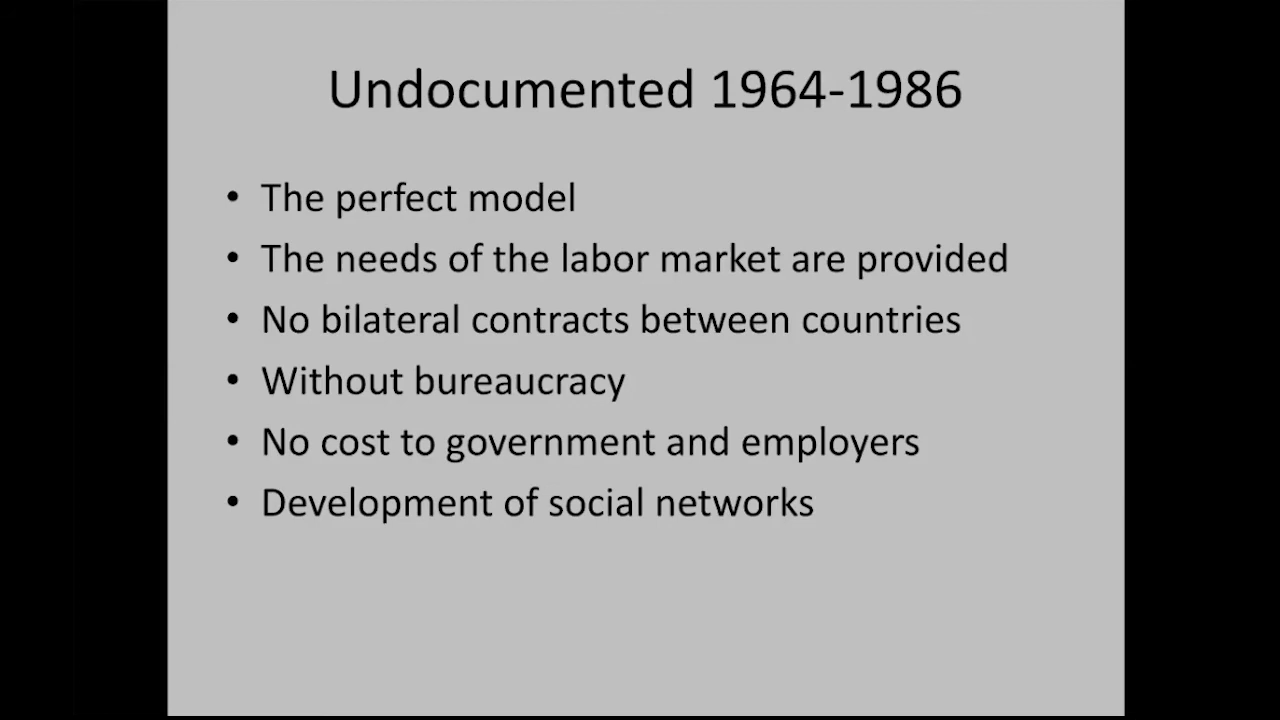 Undocumented 1964-1986
• The perfect model
• The needs of the labor market are provided
• No bilateral contracts between countries
• Without bureaucracy
• No cost to government and employers
• Development of social networks